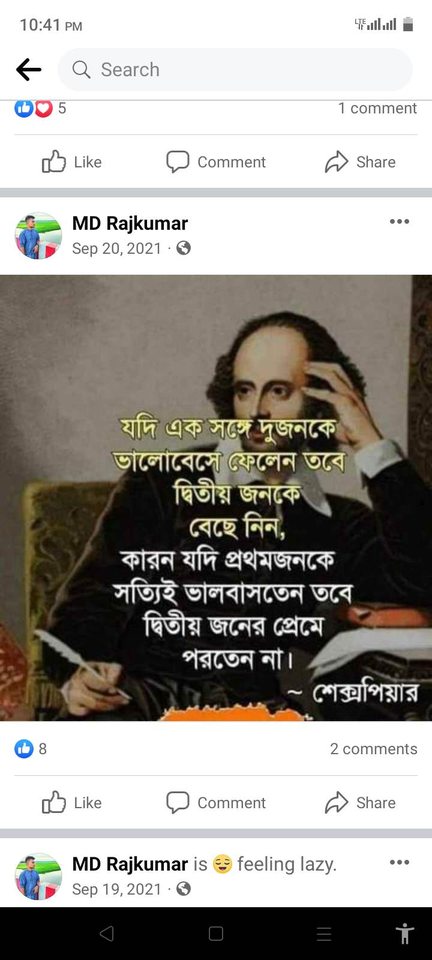 10:41 PM
LTE
Search
5
1 comment
Like Comment Share
MD Rajkumar
Sep 20, 2021 ·
যদি এক সঙ্গে দুজনকে
ভালোবেসে ফেলেন তবে
দ্বিতীয় জনকে
বেছে নিন,
কারন যদি প্রথমজনকে
সত্যিই ভালবাসতেন তবে
দ্বিতীয় জনের প্রেমে
পরতেন না।
~ শেক্সপিয়ার
8
2 comments
Like Comment Share
MD Rajkumar is 😌 feeling lazy.
Sep 19, 2021 ·